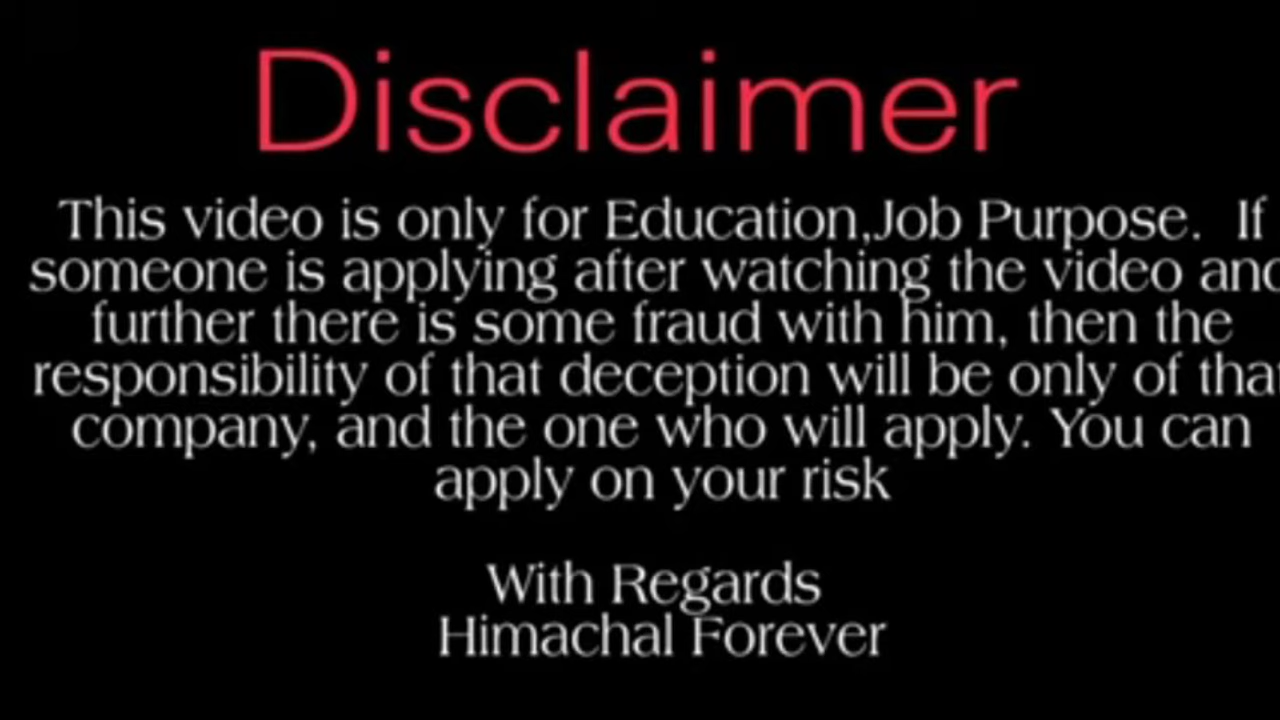 Disclaimer
This video is only for Education,Job Purpose. If
someone is applying after watching the video and
further there is some fraud with him, then the
responsibility of that deception will be only of that
company, and the one who will apply. You can
apply on your risk
With Regards
Himachal Forever